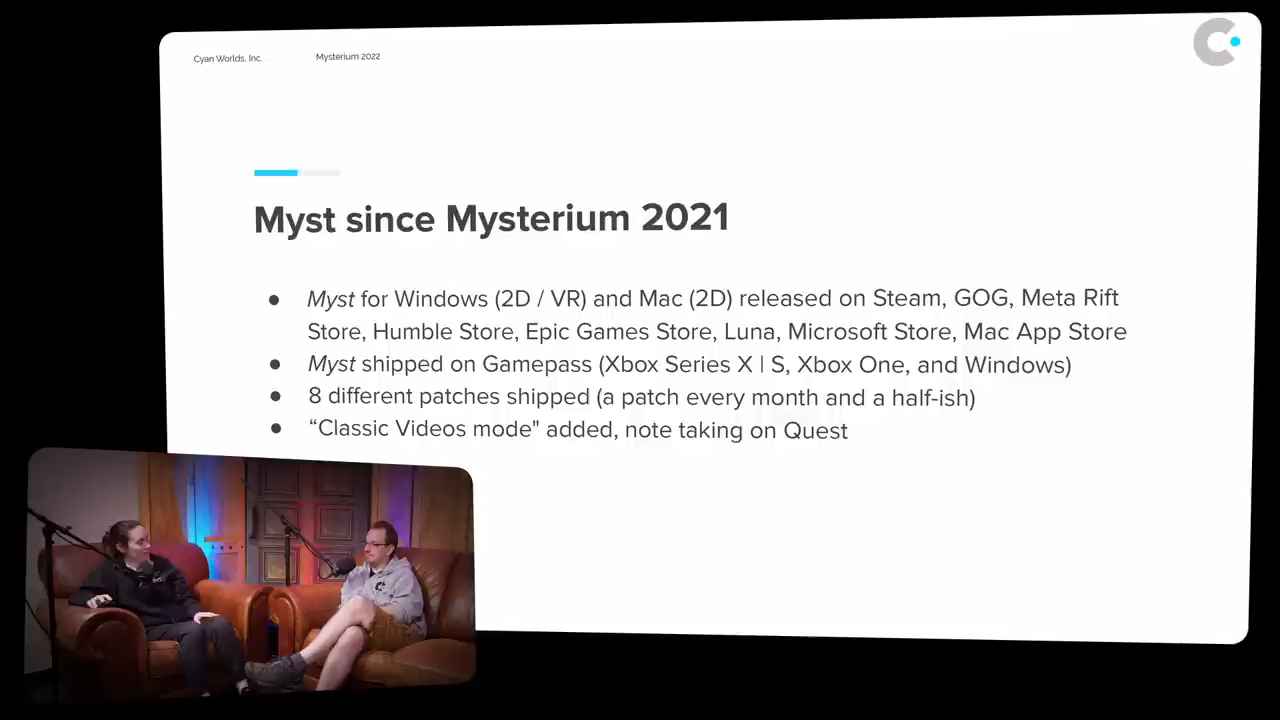 Cyan Worlds, Inc. Mysterium 2022
Myst since Mysterium 2021
● Myst for Windows (2D / VR) and Mac (2D) released on Steam, GOG, Meta Rift
Store, Humble Store, Epic Games Store, Luna, Microsoft Store, Mac App Store
● Myst shipped on Gamepass (Xbox Series X | S, Xbox One, and Windows)
● 8 different patches shipped (a patch every month and a half-ish)
● “Classic Videos mode" added, note taking on Quest